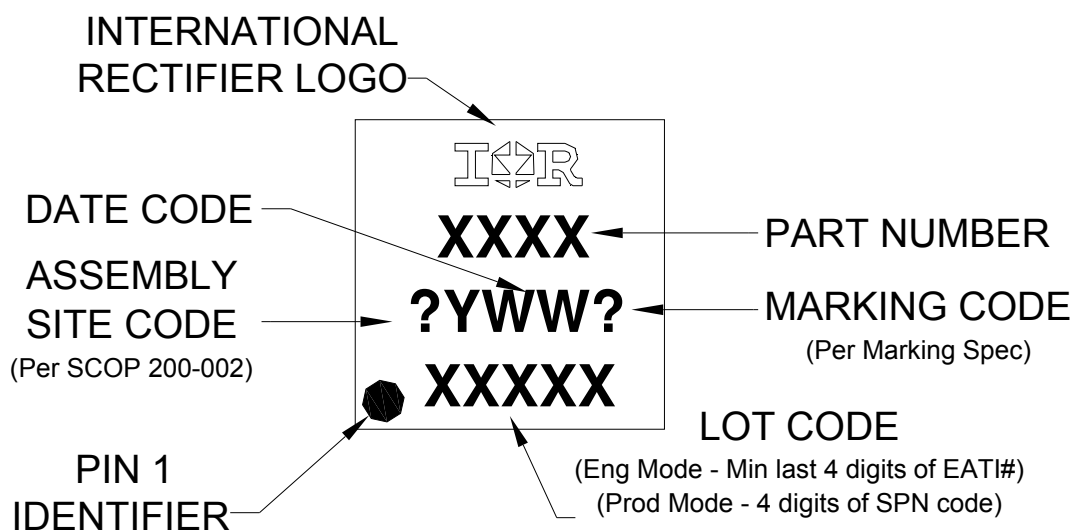 INTERNATIONAL
RECTIFIER LOGO
IOR
DATE CODE
XXXX
PART NUMBER
ASSEMBLY
SITE CODE
(Per SCOP 200-002)
?YWW?
MARKING CODE
(Per Marking Spec)
XXXXX
PIN 1
IDENTIFIER
LOT CODE
(Eng Mode - Min last 4 digits of EATI#)
(Prod Mode - 4 digits of SPN code)